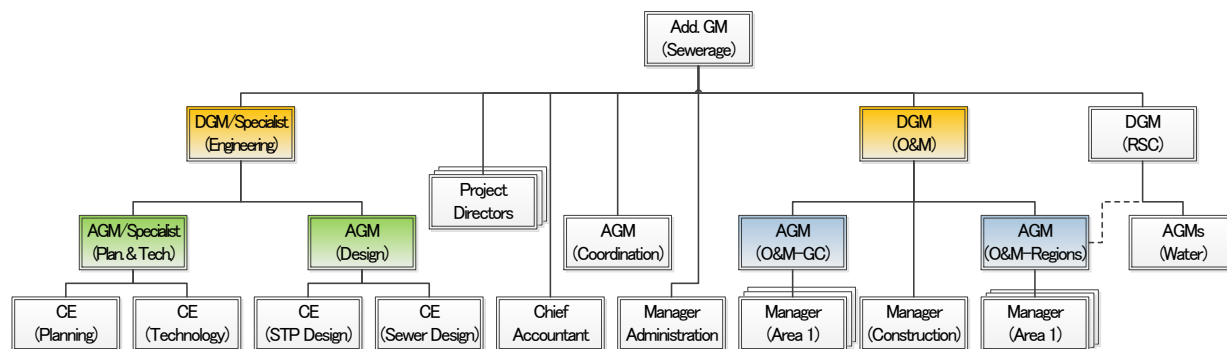 Add. GM
(Sewerage)
DGM/Specialist
(Engineering)
DGM
(O&M)
DGM
(RSC)
Project
Directors
AGM/Specialist
(Plan. & Tech.)
AGM
(Design)
AGM
(Coordination)
AGM
(O&M-GC)
AGM
(O&M-Regions)
AGMs
(Water)
CE
(Planning)
CE
(Technology)
CE
(STP Design)
CE
(Sewer Design)
Chief
Accountant
Manager
Administration
Manager
(Area 1)
Manager
(Construction)
Manager
(Area 1)